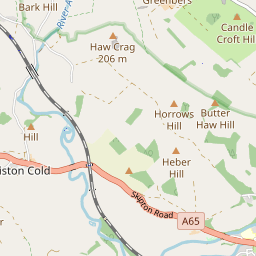 Greenbers
Bark Hill
River A
Candle
Croft Hil
Haw Crag
206 m
Horrows
Hill
Butter
Haw Hill
Hill
Heber
Hill
iston Cold
Skipton Road
A65